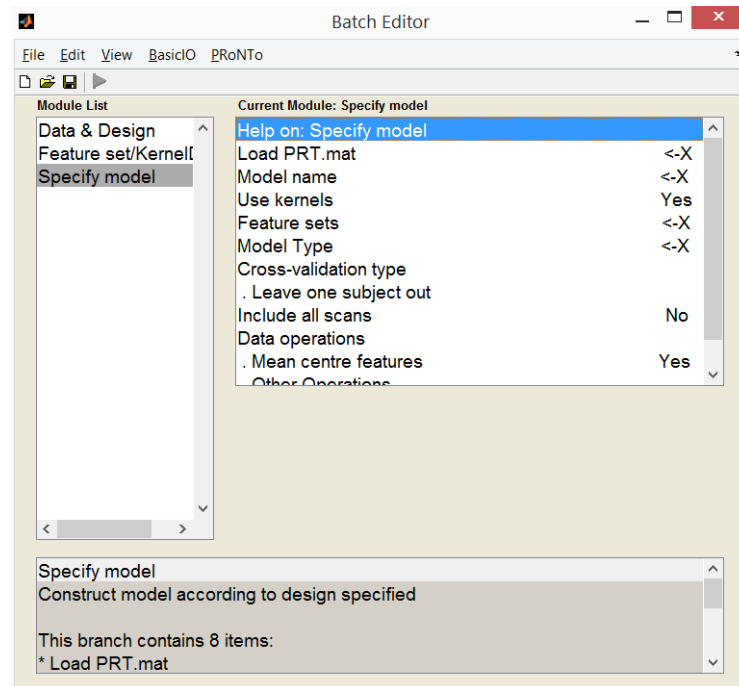 Batch Editor
File Edit View BasicIO PRoNTo
Module List
Data & Design
Feature set/Kernel
Specify model
Current Module: Specify model
Help on: Specify model
Load PRT.mat <-X
Model name <-X
Use kernels Yes
Feature sets <-X
Model Type <-X
Cross-validation type
. Leave one subject out
Include all scans No
Data operations
. Mean centre features Yes
Other Operations
Specify model
Construct model according to design specified
This branch contains 8 items:
* Load PRT.mat